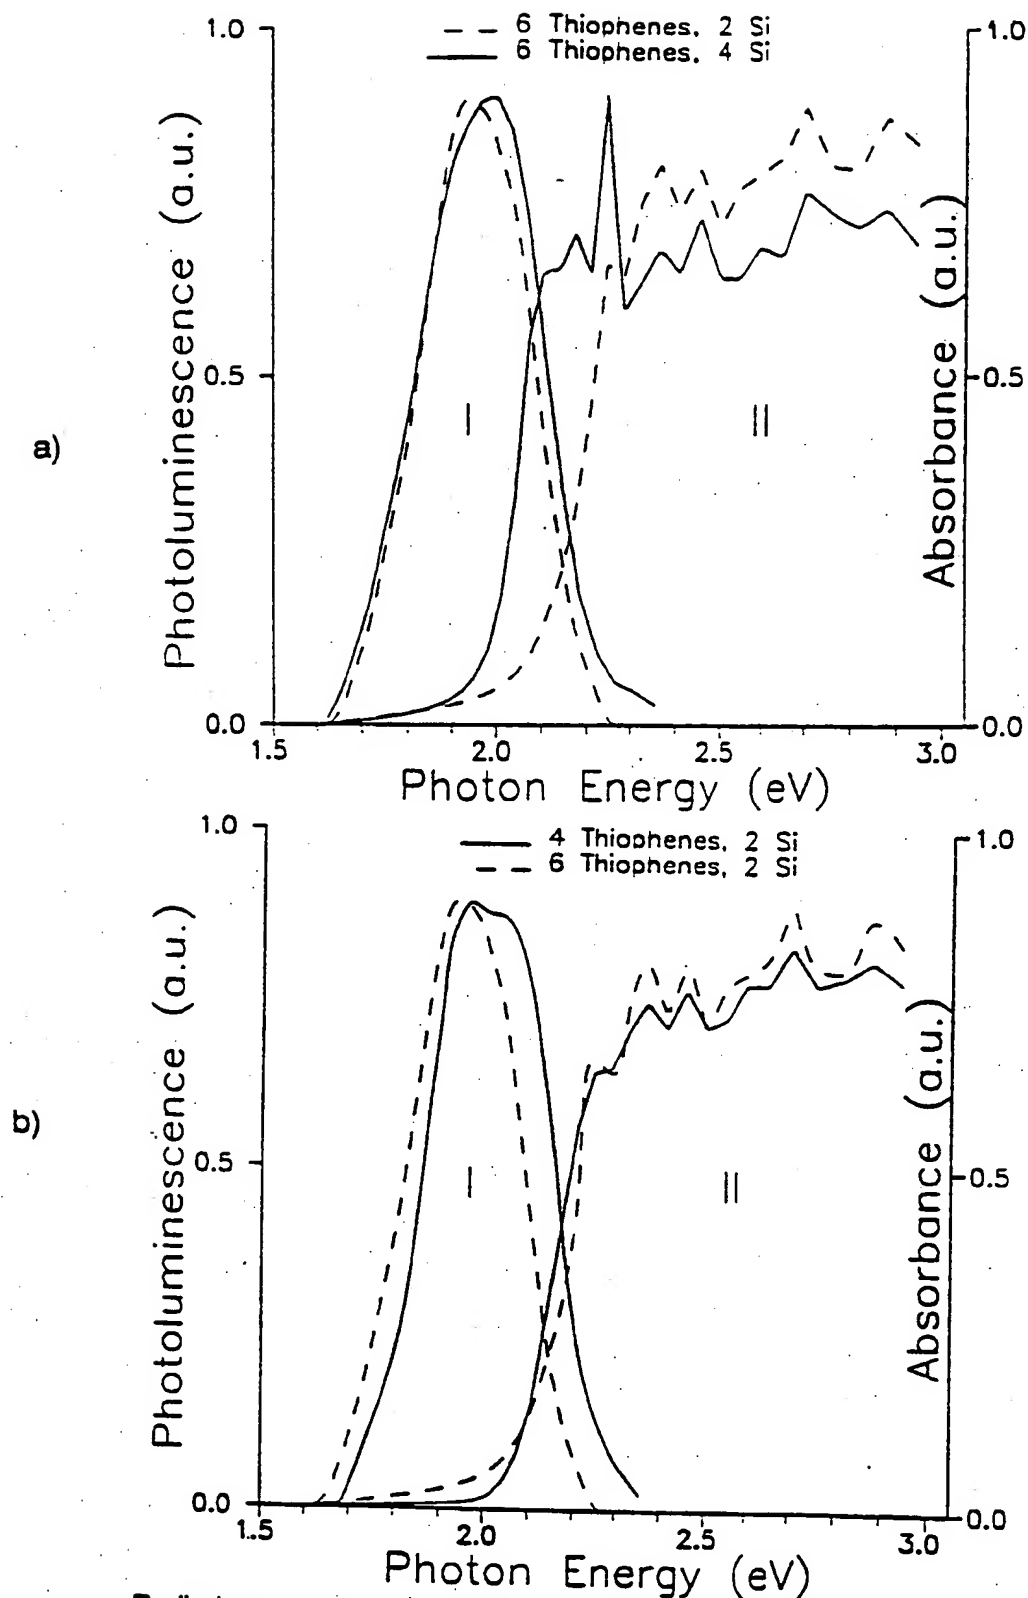 a)
6 Thiophenes, 2 Si
6 Thiophenes, 4 Si
1.0
0.5
0.0
Photoluminescence (a.u.)
I
II
1.0
0.5
0.0
Absorbance (a.u.)
1.5 2.0 2.5 3.0
Photon Energy (eV)
b)
4 Thiophenes, 2 Si
6 Thiophenes, 2 Si
1.0
0.5
0.0
Photoluminescence (a.u.)
I
II
1.0
0.5
0.0
Absorbance (a.u.)
1.5 2.0 2.5 3.0
Photon Energy (eV)